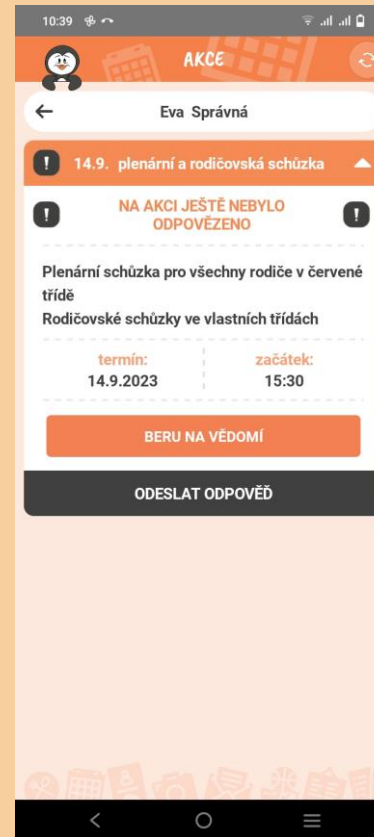 10:39
AKCE
Eva Správná
14.9. plenární a rodičovská schůzka
NA AKCI JEŠTĚ NEBYLO
ODPOVĚZENO
Plenární schůzka pro všechny rodiče v červené
třídě
Rodičovské schůzky ve vlastních třídách
termín: začátek:
14.9.2023 15:30
BERU NA VĚDOMÍ
ODESLAT ODPOVĚĎ